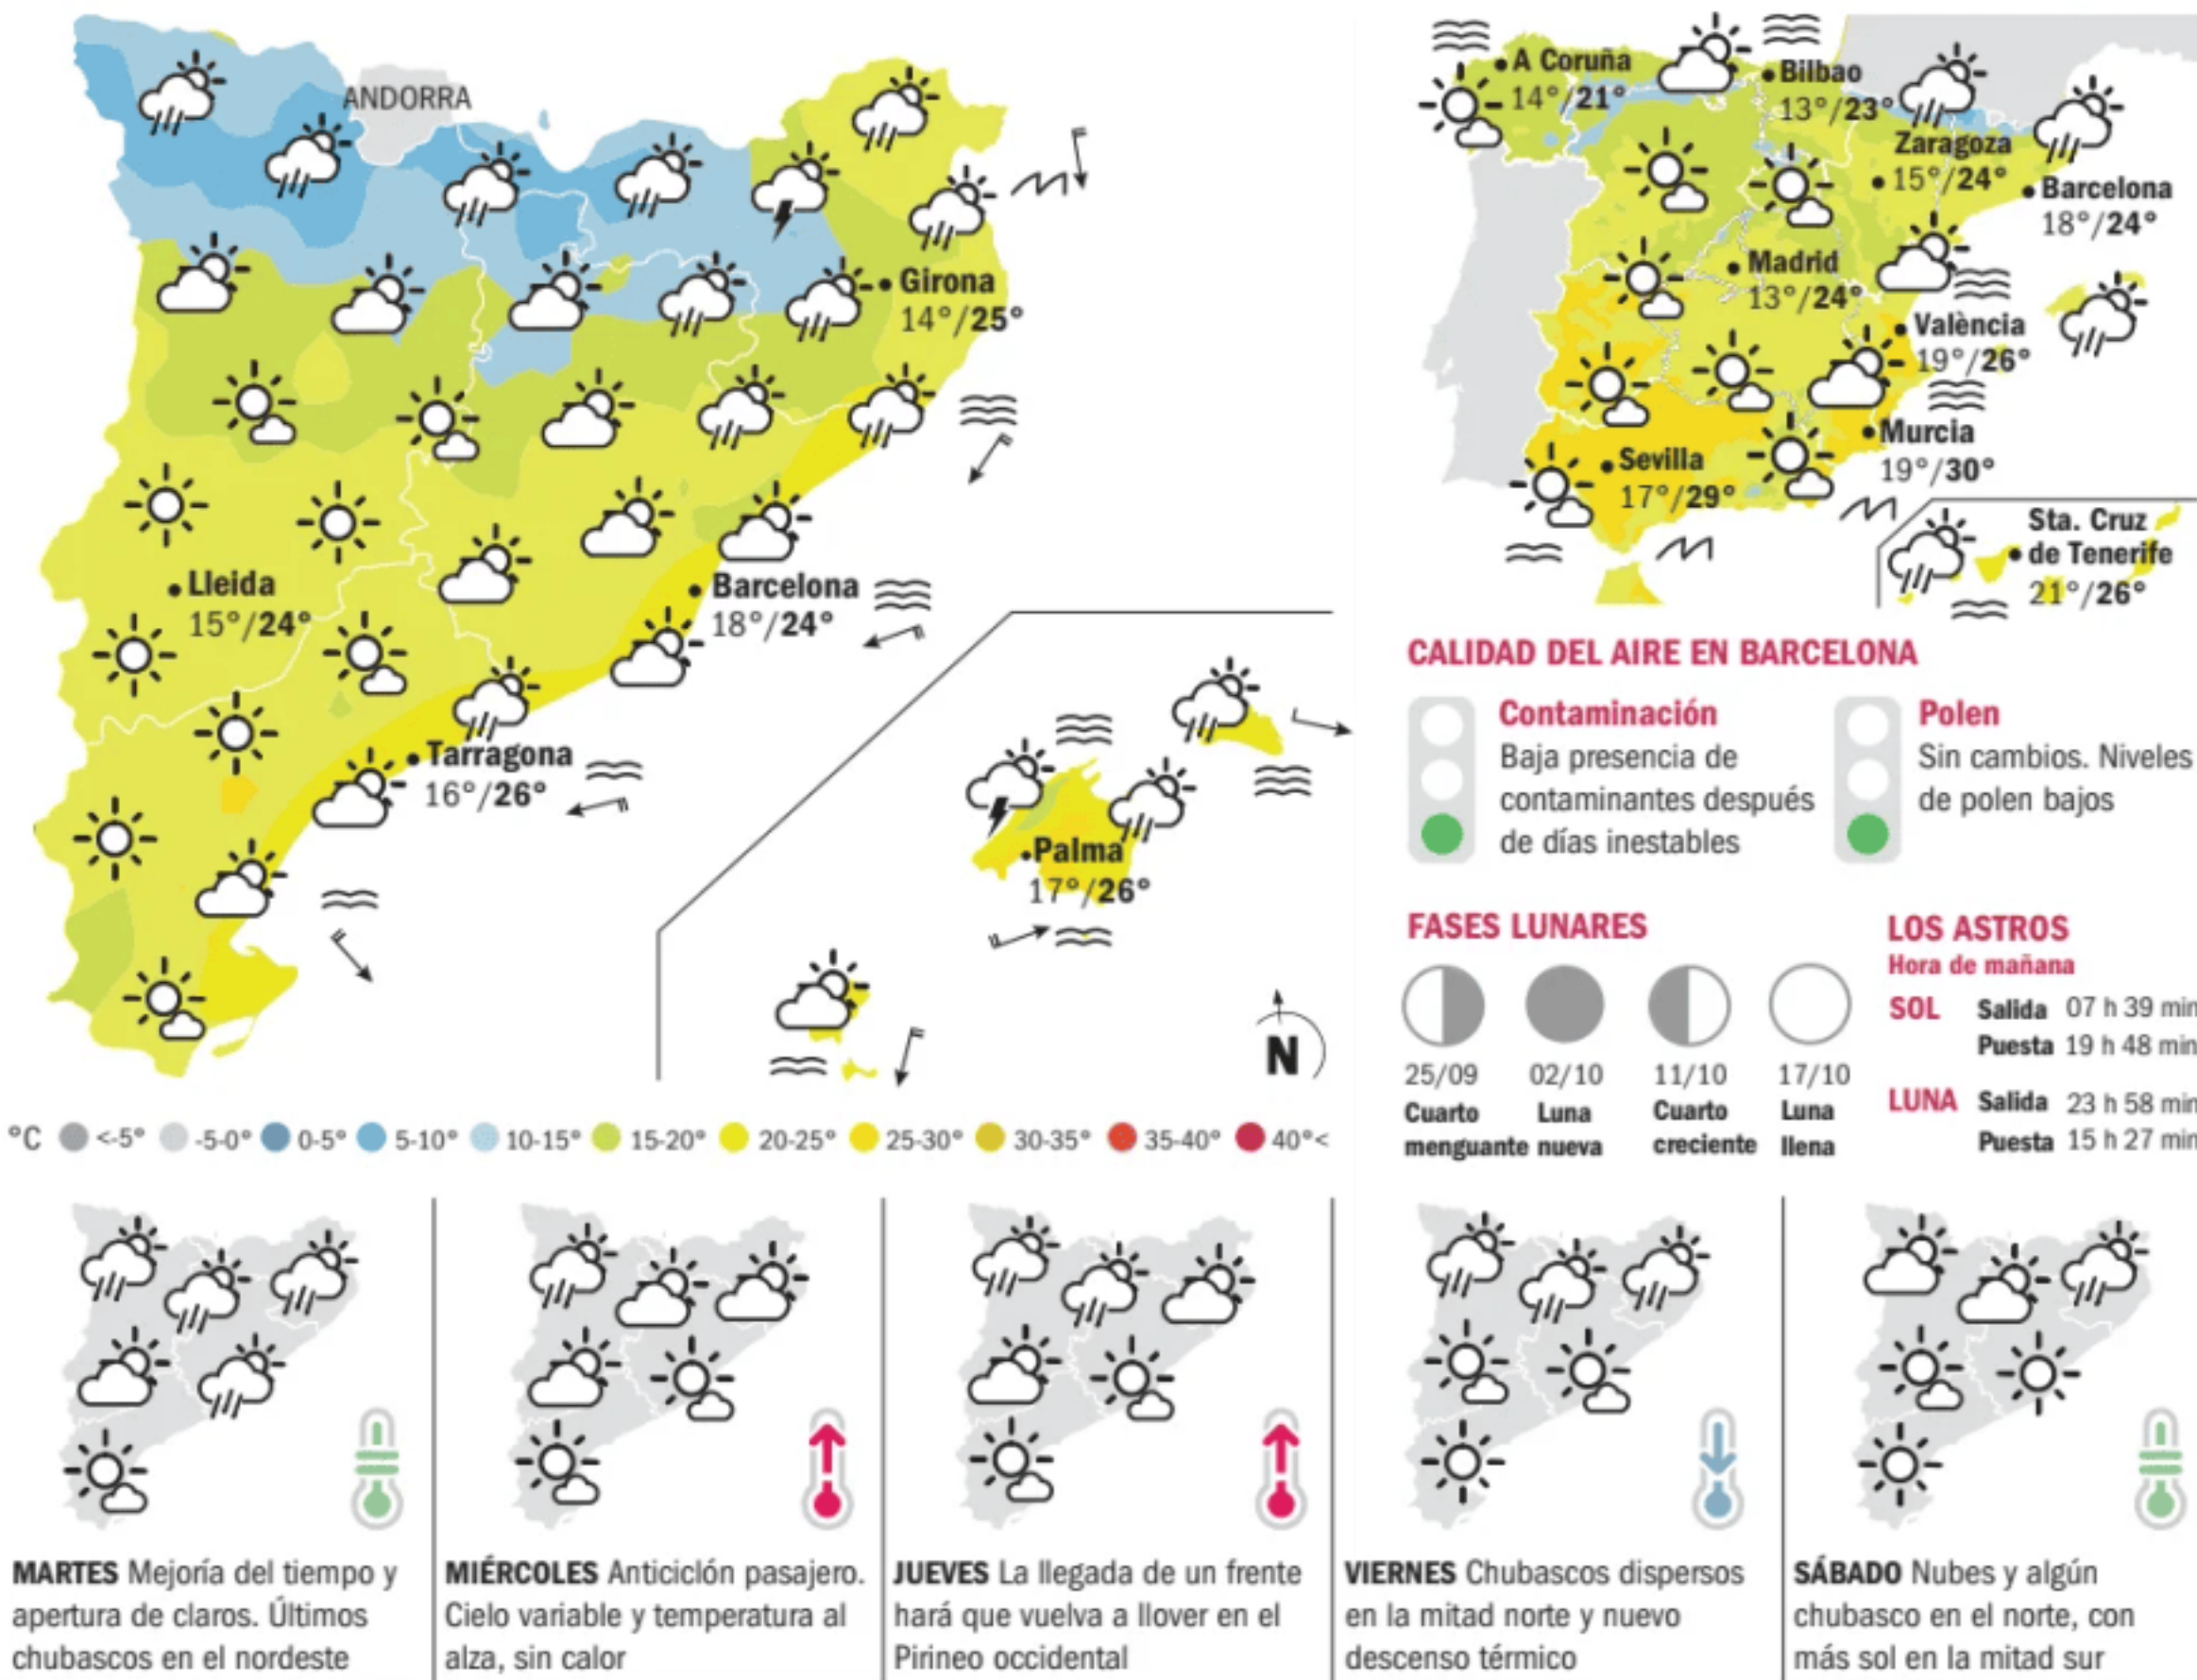 ANDORRA
Girona
14°/25°
Lleida
15°/24°
Barcelona
18°/24°
Tarragona
16°/26°
Palma
17°/26°
N
A Coruña
14°/21°
Bilbao
13°/23°
Zaragoza
15°/24°
Barcelona
18°/24°
Madrid
13°/24°
València
19°/26°
Murcia
19°/30°
Sevilla
17°/29°
Sta. Cruz
de Tenerife
21°/26°
CALIDAD DEL AIRE EN BARCELONA
Contaminación
Baja presencia de
contaminantes después
de días inestables
Polen
Sin cambios. Niveles
de polen bajos
FASES LUNARES
25/09
Cuarto
menguante
02/10
Luna
nueva
11/10
Cuarto
creciente
17/10
Luna
llena
LOS ASTROS
Hora de mañana
SOL Salida 07 h 39 min
Puesta 19 h 48 min
LUNA Salida 23 h 58 min
Puesta 15 h 27 min
°C <-5° -5-0° 0-5° 5-10° 10-15° 15-20° 20-25° 25-30° 30-35° 35-40° 40°<
MARTES Mejoría del tiempo y
apertura de claros. Últimos
chubascos en el nordeste
MIÉRCOLES Anticiclón pasajero.
Cielo variable y temperatura al
alza, sin calor
JUEVES La llegada de un frente
hará que vuelva a llover en el
Pirineo occidental
VIERNES Chubascos dispersos
en la mitad norte y nuevo
descenso térmico
SÁBADO Nubes y algún
chubasco en el norte, con
más sol en la mitad sur